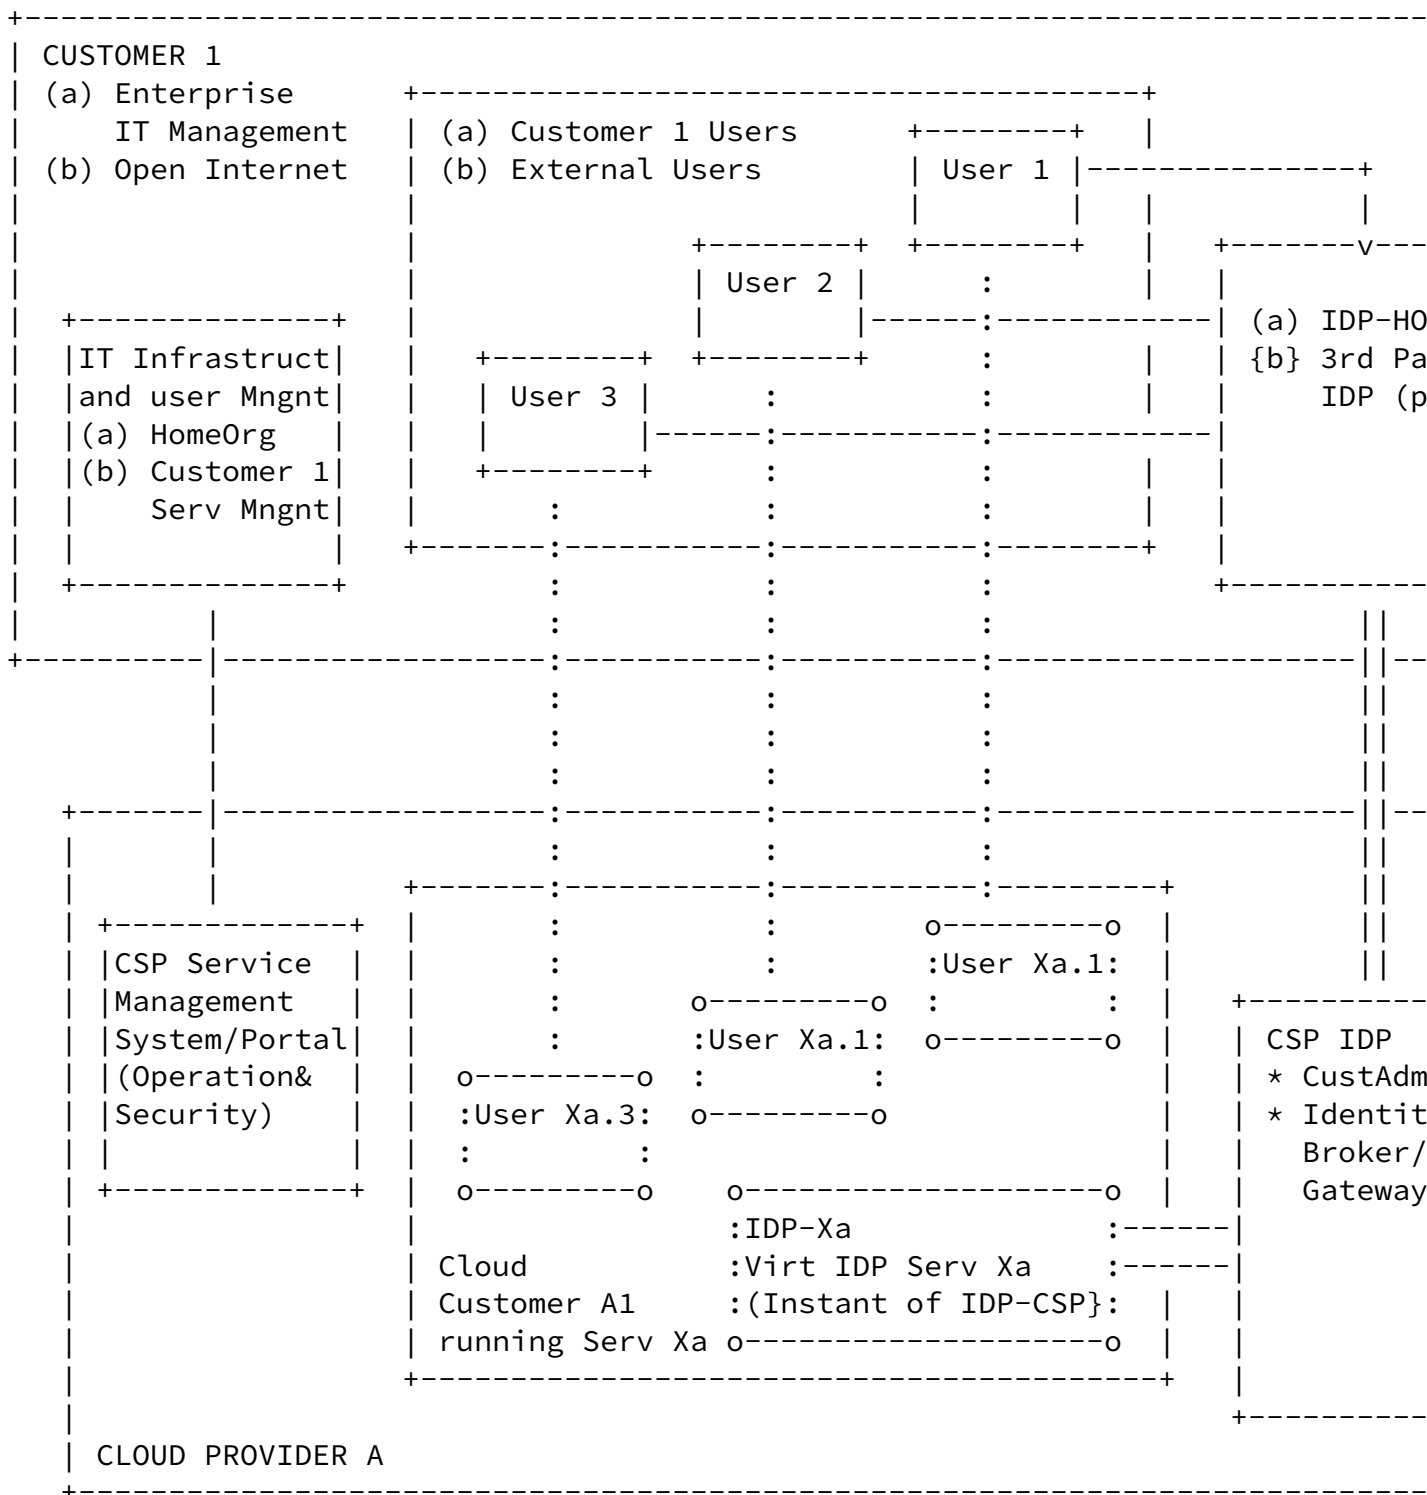 CUSTOMER 1
(a) Enterprise
IT Management
(b) Open Internet
(a) Customer 1 Users
(b) External Users
User 1
User 2
User 3
IT Infrastruct
and user Mngnt
(a) HomeOrg
(b) Customer 1
Serv Mngnt
(a) IDP-HO
{b} 3rd Pa
IDP (p
CSP Service
Management
System/Portal
(Operation&
Security)
User Xa.1
User Xa.1
User Xa.3
IDP-Xa
Virt IDP Serv Xa
(Instant of IDP-CSP}
Cloud
Customer A1
running Serv Xa
CSP IDP
* CustAdm
* Identit
Broker/
Gateway
CLOUD PROVIDER A